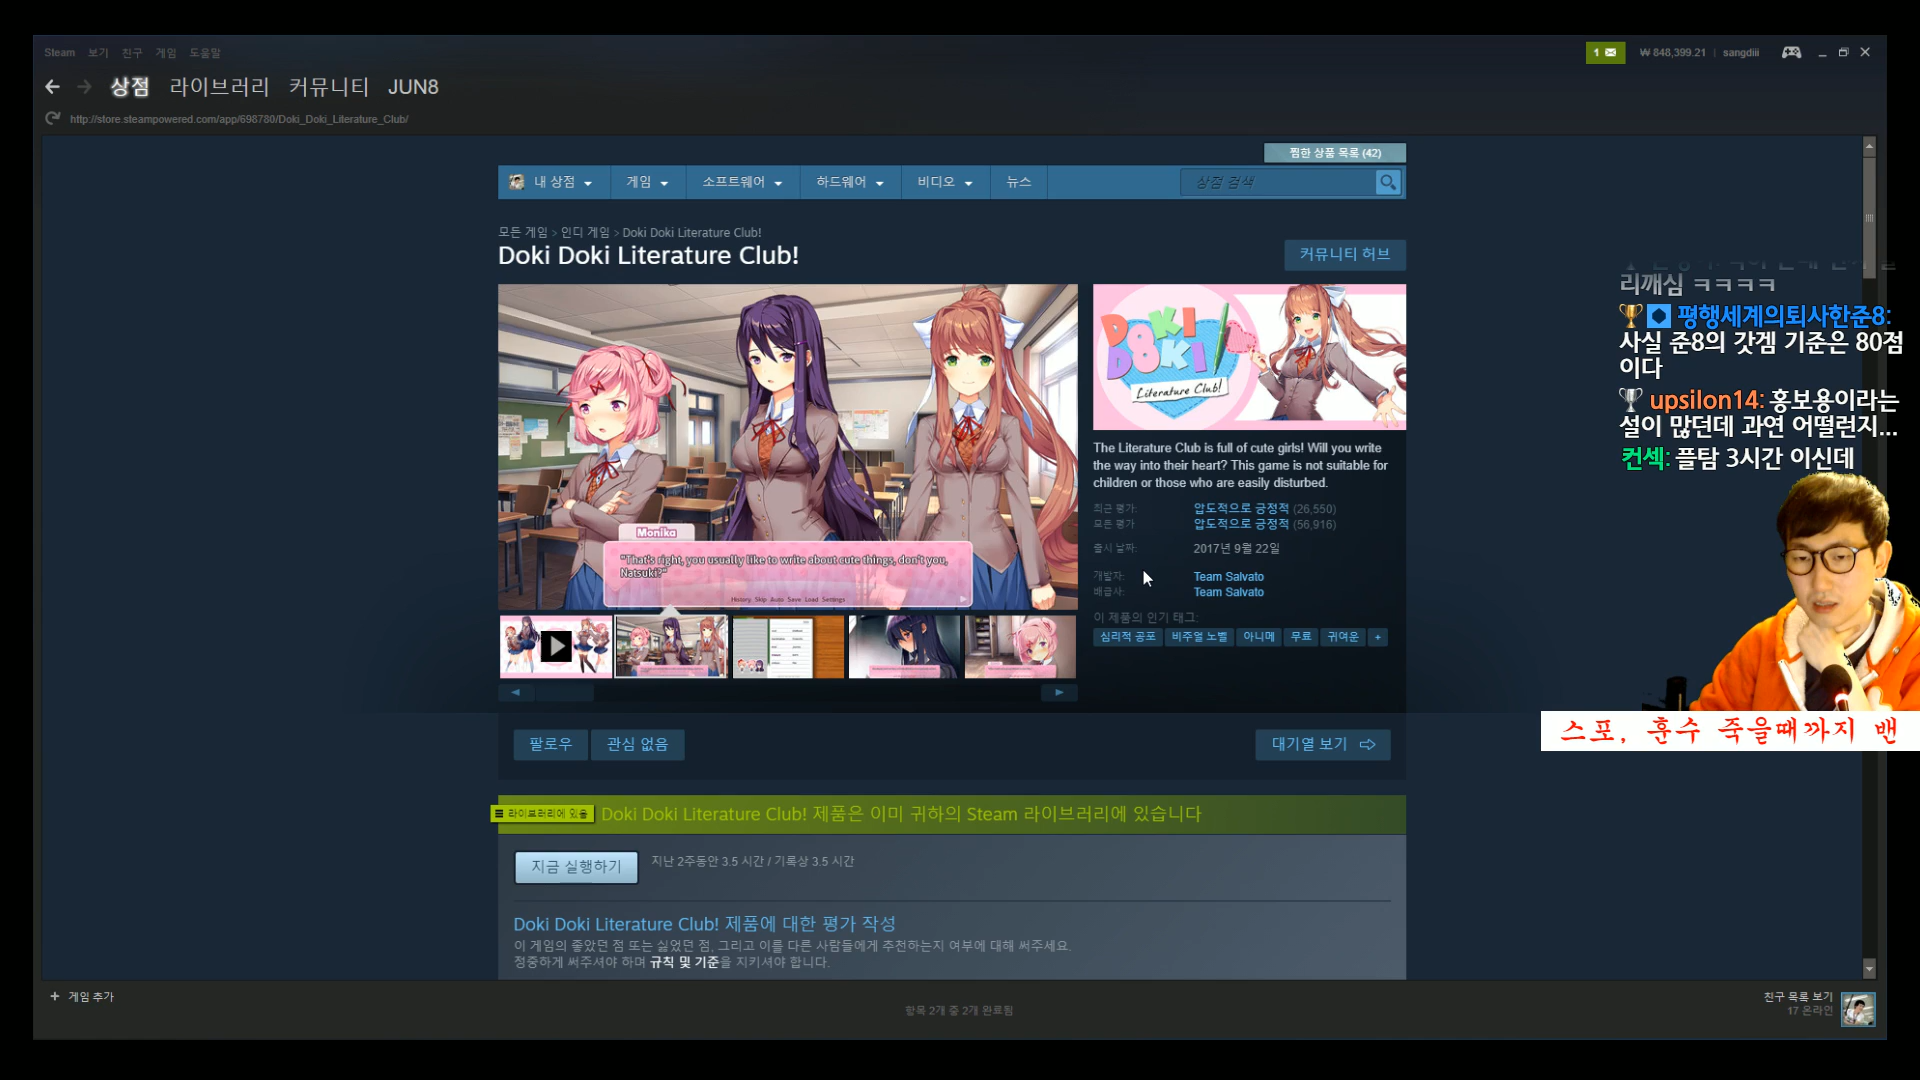 Steam 보기 친구 게임 도움말
1
₩ 848,399.21 | sangdiii
상점 라이브러리 커뮤니티 JUN8
http://store.steampowered.com/app/698780/Doki_Doki_Literature_Club/
찜한 상품 목록 (42)
내 상점 게임 소프트웨어 하드웨어 비디오 뉴스
상점 검색
모든 게임 > 인디 게임 > Doki Doki Literature Club!
Doki Doki Literature Club!
커뮤니티 허브
DOKI
DOKI
Literature Club!
The Literature Club is full of cute girls! Will you write
the way into their heart? This game is not suitable for
children or those who are easily disturbed.
최근 평가: 압도적으로 긍정적 (26,550)
모든 평가 압도적으로 긍정적 (56,916)
출시 날짜: 2017년 9월 22일
개발자: Team Salvato
배급사: Team Salvato
이 제품의 인기 태그:
심리적 공포 비주얼 노벨 아니메 무료 귀여운 +
Monika
"That's right, you usually like to write about cute things, don't you,
Natsuki?"
History Skip Auto Save Load Settings
팔로우 관심 없음
대기열 보기
라이브러리에 있음 Doki Doki Literature Club! 제품은 이미 귀하의 Steam 라이브러리에 있습니다
지금 실행하기 지난 2주동안 3.5 시간 / 기록상 3.5 시간
Doki Doki Literature Club! 제품에 대한 평가 작성
이 게임의 좋았던 점 또는 싫었던 점, 그리고 이를 다른 사람들에게 추천하는지 여부에 대해 써주세요.
정중하게 써주셔야 하며 규칙 및 기준을 지키셔야 합니다.
+ 게임 추가
항목 2개 중 2개 완료됨
친구 목록 보기
17 온라인
리깨심 ㅋㅋㅋㅋ
평행세계의퇴사한준8:
사실 준8의 갓겜 기준은 80점
이다
upsilon14: 홍보용이라는
설이 많던데 과연 어떨런지...
컨섹: 플탐 3시간 이신데
스포, 훈수 죽을때까지 밴